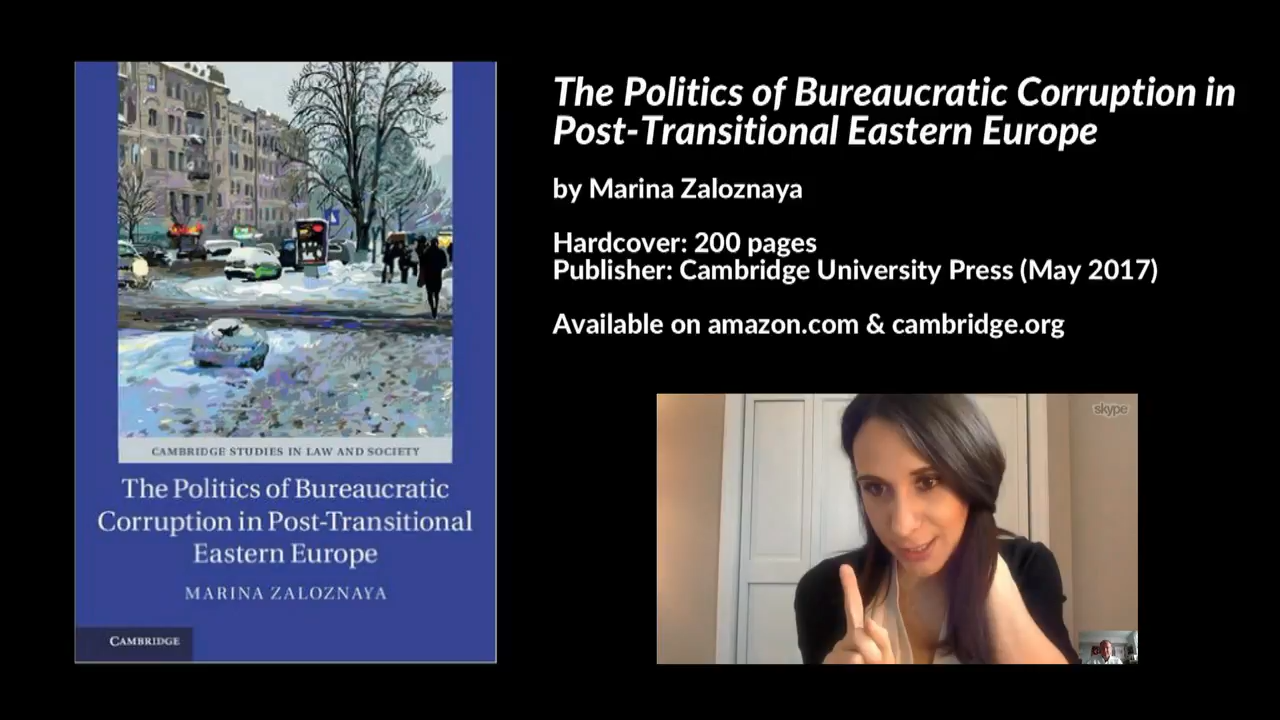 CAMBRIDGE STUDIES IN LAW AND SOCIETY
The Politics of Bureaucratic
Corruption in Post-Transitional
Eastern Europe
MARINA ZALOZNAYA
CAMBRIDGE
The Politics of Bureaucratic Corruption in
Post-Transitional Eastern Europe
by Marina Zaloznaya
Hardcover: 200 pages
Publisher: Cambridge University Press (May 2017)
Available on amazon.com & cambridge.org
skype